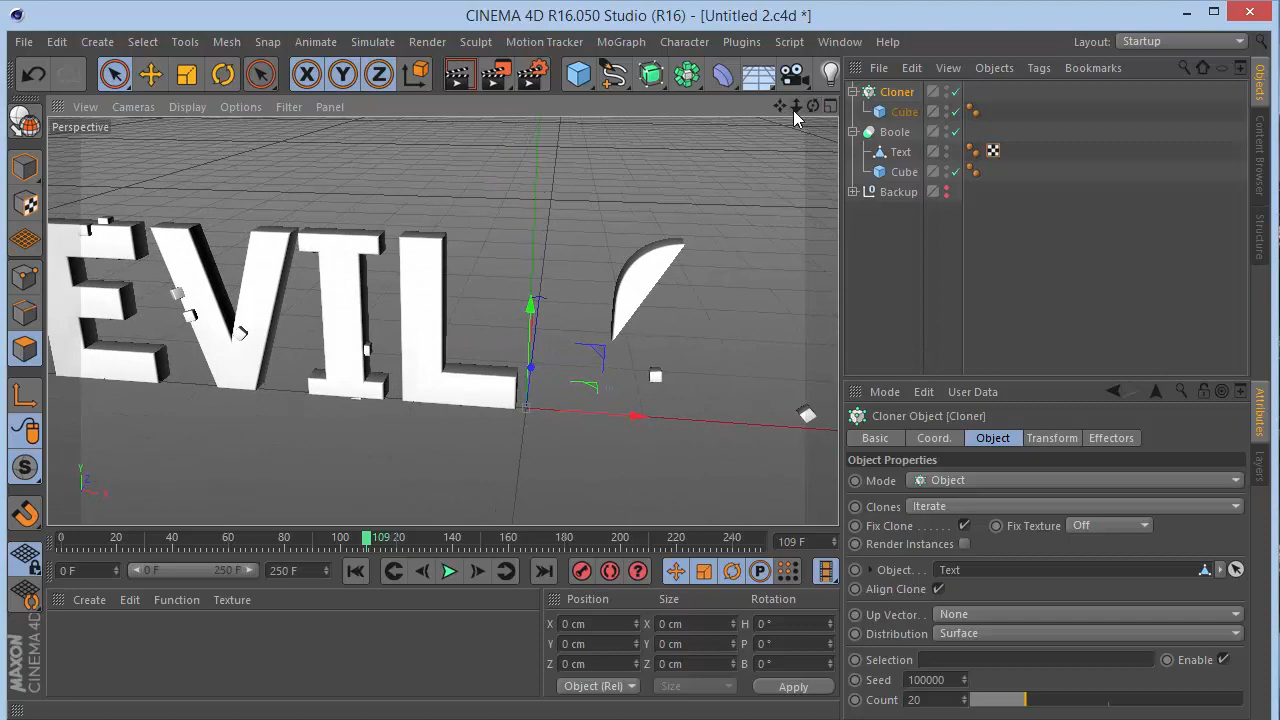 CINEMA 4D R16.050 Studio (R16) - [Untitled 2.c4d *]
File Edit Create Select Tools Mesh Snap Animate Simulate Render Sculpt Motion Tracker MoGraph Character Plugins Script Window Help Layout: Startup
X Y Z
File Edit View Objects Tags Bookmarks
View Cameras Display Options Filter Panel
Perspective
Cloner
Cube
Boole
Text
Cube
Backup
EVIL
Y
Z
X
Objects
Content Browser
Structure
Attributes
Layers
Mode Edit User Data
Cloner Object [Cloner]
Basic Coord. Object Transform Effectors
Object Properties
Mode Object
Clones Iterate
Fix Clone . . . . . . Fix Texture Off
Render Instances
Object. . . Text
Align Clone
Up Vector. . None
Distribution Surface
Selection Enable
Seed 100000
Count 20
0 20 40 60 80 100 109 20 140 160 180 200 220 240 109 F
0 F 0 F 250 F 250 F
Create Edit Function Texture
Position Size Rotation
X 0 cm X 0 cm H 0 °
Y 0 cm Y 0 cm P 0 °
Z 0 cm Z 0 cm B 0 °
Object (Rel) Size Apply
MAXON
CINEMA 4D